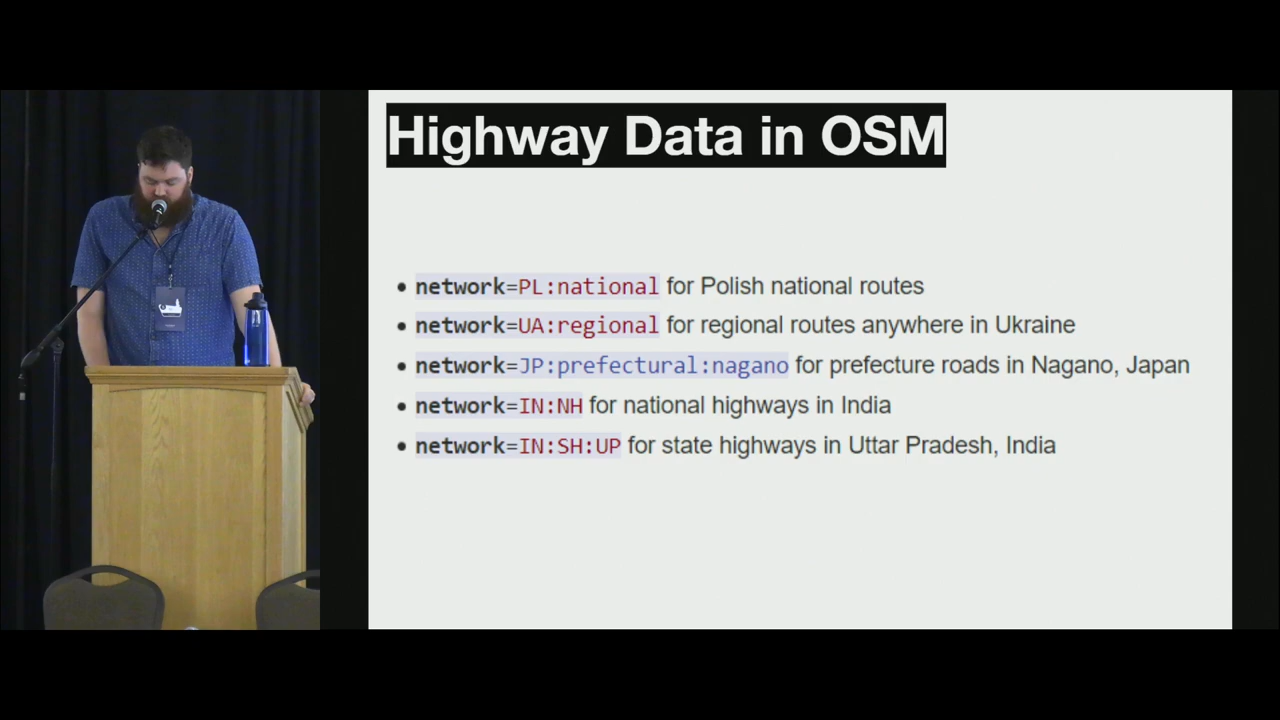 Highway Data in OSM
• network=PL:national for Polish national routes
• network=UA:regional for regional routes anywhere in Ukraine
• network=JP:prefectural:nagano for prefecture roads in Nagano, Japan
• network=IN:NH for national highways in India
• network=IN:SH:UP for state highways in Uttar Pradesh, India